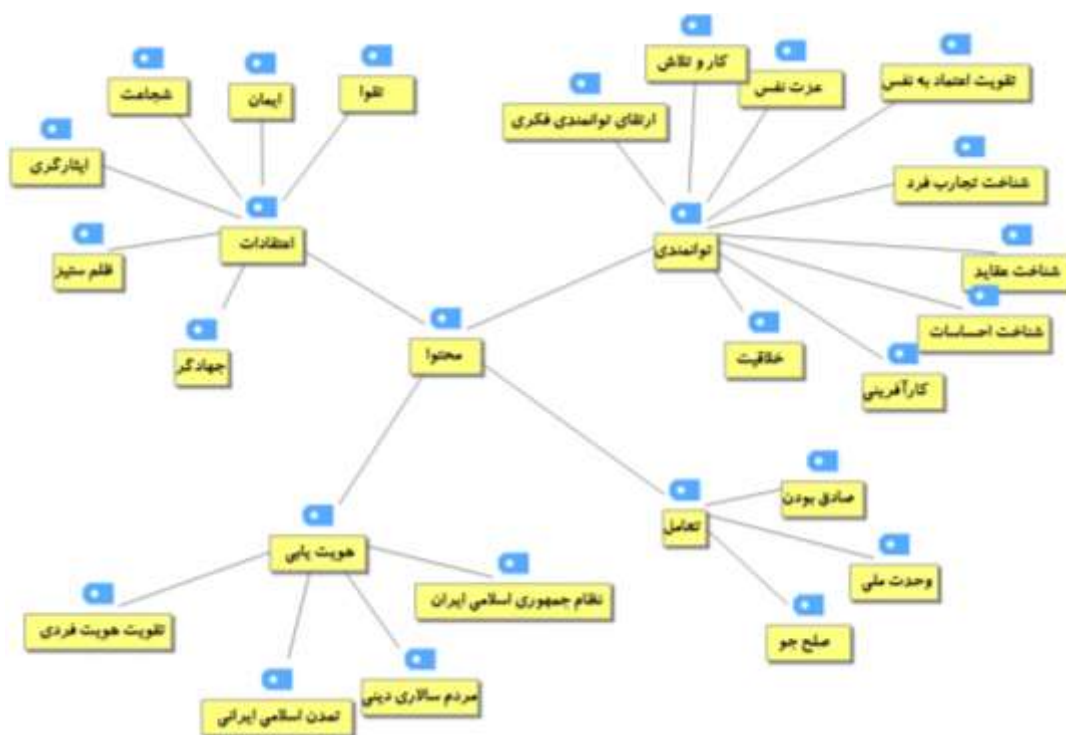 کار و تلاش
تقویت اعتماد به نفس
عزت نفس
ارتقای توانمندی فکری
تقوا
ایمان
شجاعت
ایثارگری
شناخت تجارب فرد
توانمندی
اعتقادات
شناخت عقاید
ظلم ستیز
شناخت احساسات
خلاقیت
محتوا
جهادگر
کارآفرینی
صادق بودن
تعامل
هویت یابی
وحدت ملی
نظام جمهوری اسلامی ایران
تقویت هویت فردی
صلح جو
مردم سالاری دینی
تمدن اسلامی ایرانی